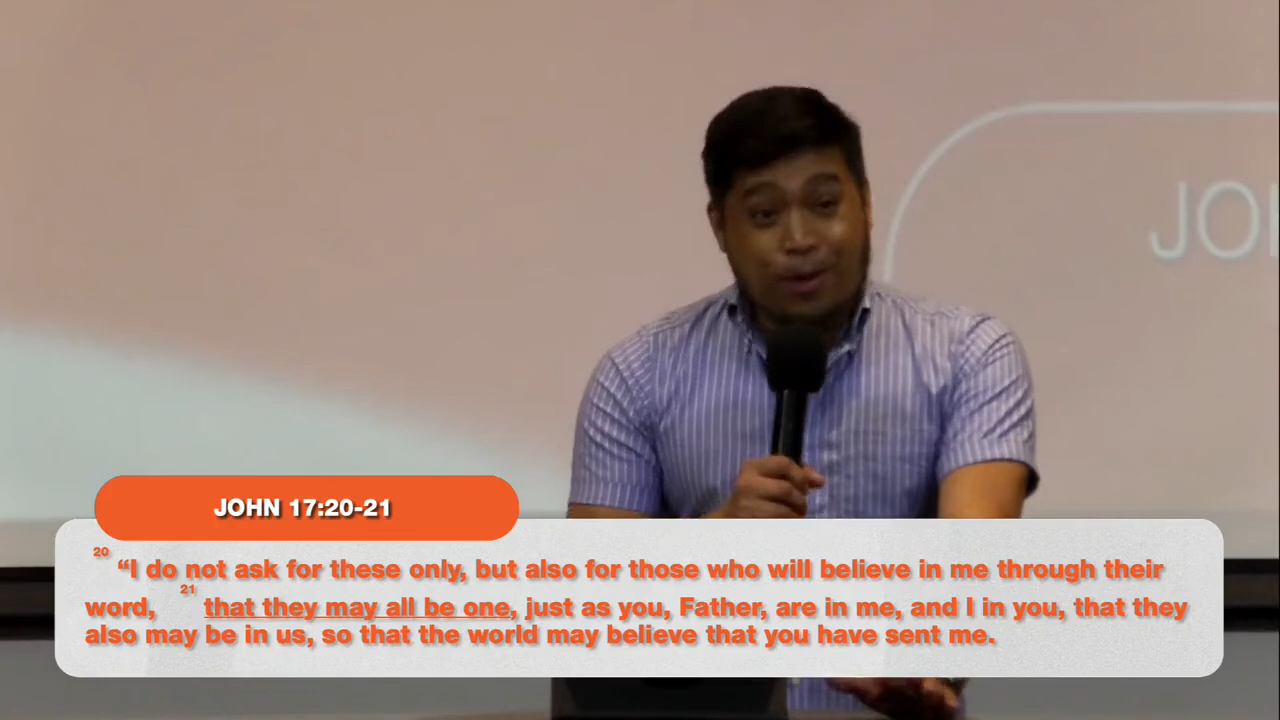 JOI
JOHN 17:20-21
20 “I do not ask for these only, but also for those who will believe in me through their
word, 21 that they may all be one, just as you, Father, are in me, and I in you, that they
also may be in us, so that the world may believe that you have sent me.